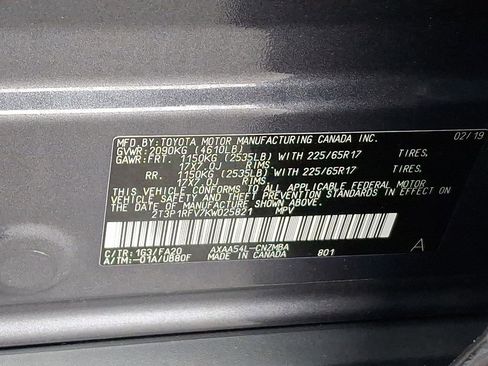 MFD. BY: TOYOTA MOTOR MANUFACTURING CANADA INC. 02/19
GVWR 2090KG (4610LB)
GAWR: FRT. 1150KG (2535LB) WITH 225/65R17 TIRES,
17X7.0J RIMS.
RR. 1150KG (2535LB) WITH 225/65R17 TIRES,
17X7.0J RIMS.
THIS VEHICLE CONFORMS TO ALL APPLICABLE FEDERAL MOTOR
VEHICLE SAFETY AND THEFT PREVENTION STANDARDS IN EFFECT
ON THE DATE OF MANUFACTURE SHOWN ABOVE.
2T3P1RFV7KW025821 MPV
C/TR: 1G3/FA20 AXAA54L-CNZMBA A
A/TM: -01A/UB80F MADE IN CANADA 801